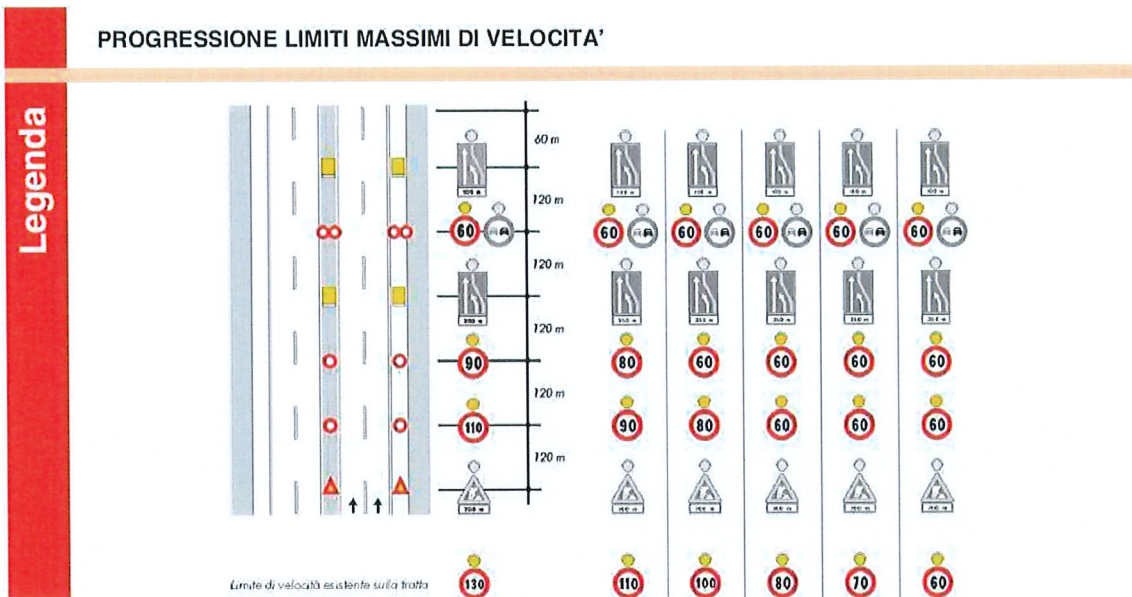 PROGRESSIONE LIMITI MASSIMI DI VELOCITA'
Legenda
60 m
120 m
60 60 60 60 60 60
120 m
120 m
90 80 60 60 60 60
120 m
110 90 80 60 60 60
120 m
Limite di velocità esistente sulla tratta 130 110 100 80 70 60